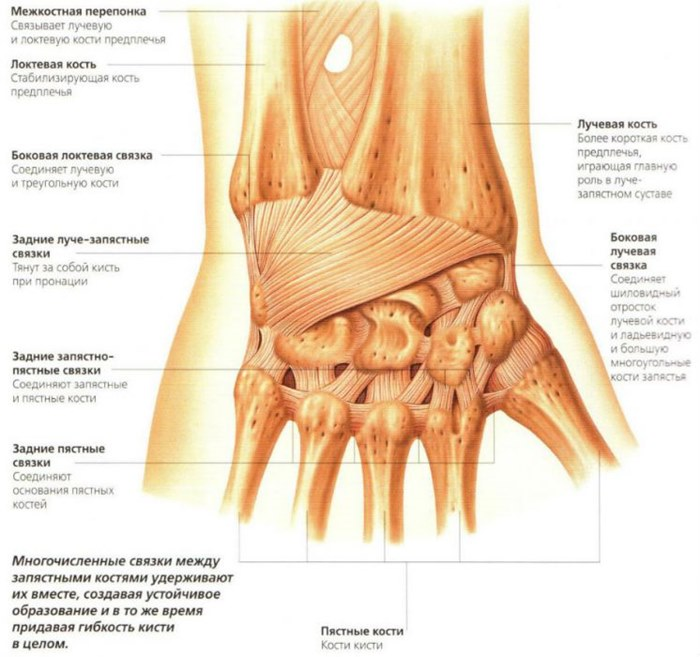 Межкостная перепонка
Связывает лучевую
и локтевую кости предплечья
Локтевая кость
Стабилизирующая кость
предплечья
Боковая локтевая связка
Соединяет лучевую
и треугольную кости
Задние луче-запястные
связки
Тянут за собой кисть
при пронации
Задние запястно-
пястные связки
Соединяют запястные
и пястные кости
Задние пястные
связки
Соединяют
основания пястных
костей
Многочисленные связки между
запястными костями удерживают
их вместе, создавая устойчивое
образование и в то же время
придавая гибкость кисти
в целом.
Лучевая кость
Более короткая кость
предплечья,
играющая главную
роль в луче-
запястном суставе
Боковая
лучевая
связка
Соединяет
шиловидный
отросток
лучевой кости
и ладьевидную
и большую
многоугольные
кости запястья
Пястные кости
Кости кисти